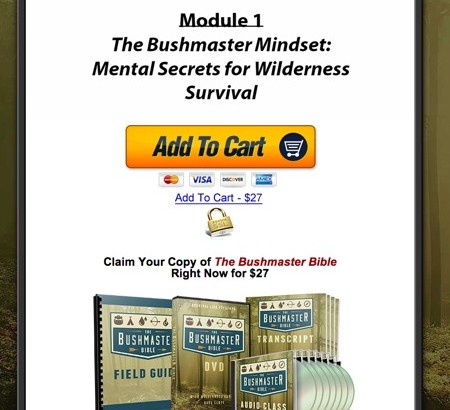 Module 1
The Bushmaster Mindset:
Mental Secrets for Wilderness
Survival
Add To Cart
VISA
DISCOVER
Add To Cart - $27
Claim Your Copy of The Bushmaster Bible
Right Now for $27
THE
BUSHMASTER
BIBLE
FIELD GUIDE
THE
BUSHMASTER
BIBLE
DVD
THE
BUSHMASTER
BIBLE
TRANSCRIPT
THE
BUSHMASTER
BIBLE
AUDIO CLASS